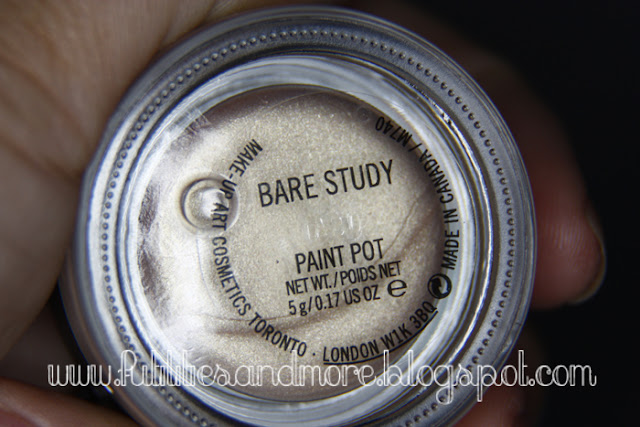 BARE STUDY
PAINT POT
NET WT./POIDS NET
5 g/0.17 US OZ e
MAKE-UP ART COSMETICS TORONTO · LONDON W1K 3BQ
MADE IN CANADA / M740
www.futilitiesandmore.blogspot.com